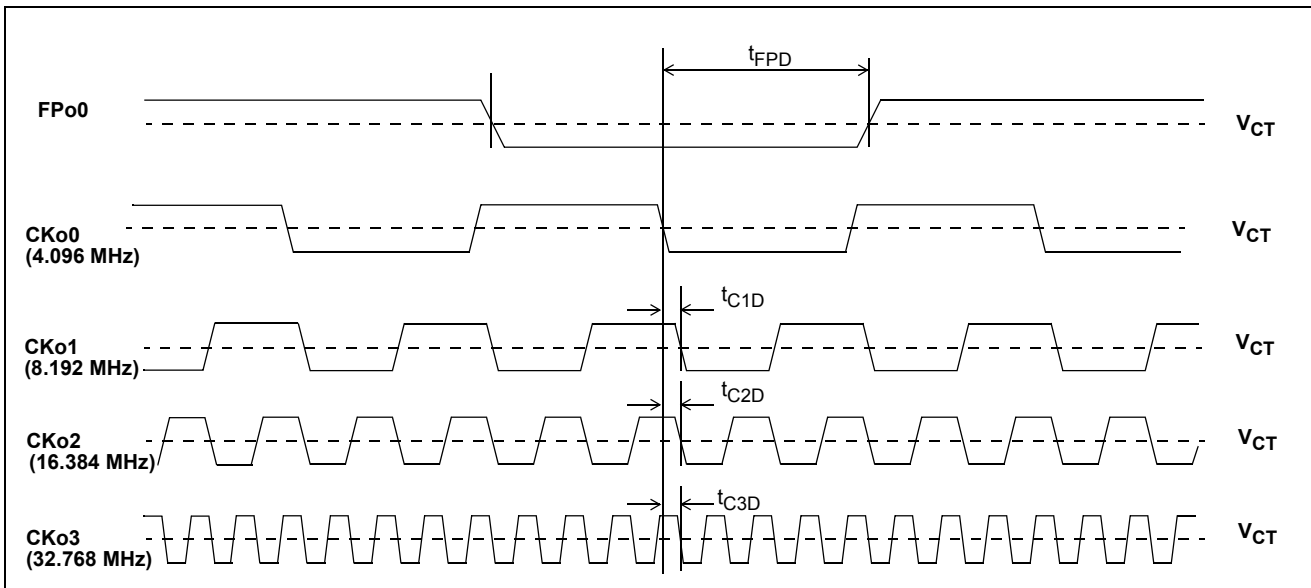 tFPD
FPo0
VCT
CKo0
(4.096 MHz)
VCT
tC1D
CKo1
(8.192 MHz)
VCT
tC2D
CKo2
(16.384 MHz)
VCT
tC3D
CKo3
(32.768 MHz)
VCT